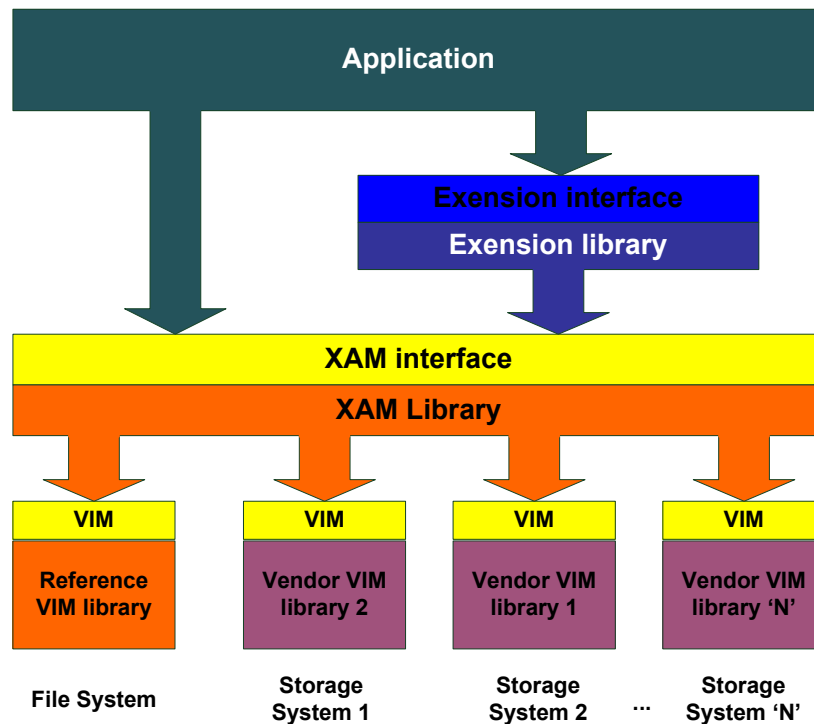 Application
Exension interface
Exension library
XAM interface
XAM Library
VIM
VIM
VIM
VIM
Reference
VIM library
Vendor VIM
library 2
Vendor VIM
library 1
Vendor VIM
library ‘N’
File System
Storage
System 1
Storage
System 2
...
Storage
System ‘N’